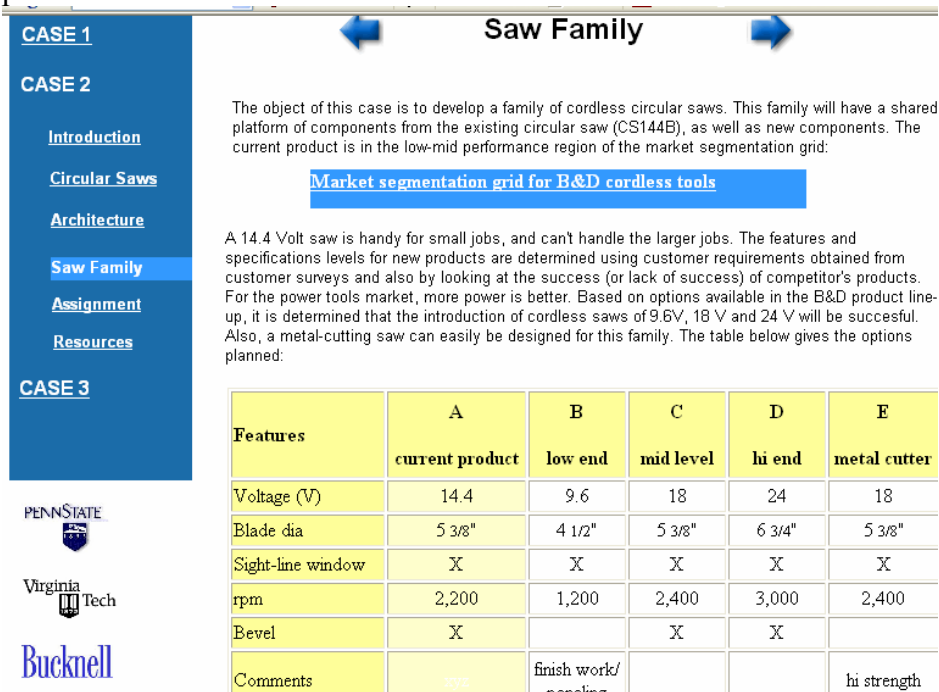 Saw Family
CASE 1
CASE 2
Introduction
Circular Saws
Architecture
Saw Family
Assignment
Resources
CASE 3
PENNSTATE
Virginia
Tech
1872
Bucknell
The object of this case is to develop a family of cordless circular saws. This family will have a shared
platform of components from the existing circular saw (CS144B), as well as new components. The
current product is in the low-mid performance region of the market segmentation grid:
Market segmentation grid for B&D cordless tools
A 14.4 Volt saw is handy for small jobs, and can't handle the larger jobs. The features and
specifications levels for new products are determined using customer requirements obtained from
customer surveys and also by looking at the success (or lack of success) of competitor's products.
For the power tools market, more power is better. Based on options available in the B&D product line-
up, it is determined that the introduction of cordless saws of 9.6V, 18 V and 24 V will be succesful.
Also, a metal-cutting saw can easily be designed for this family. The table below gives the options
planned:
Features A B C D E
current product low end mid level hi end metal cutter
Voltage (V) 14.4 9.6 18 24 18
Blade dia 5 3/8" 4 1/2" 5 3/8" 6 3/4" 5 3/8"
Sight-line window X X X X X
rpm 2,200 1,200 2,400 3,000 2,400
Bevel X X X
Comments finish work/ hi strength